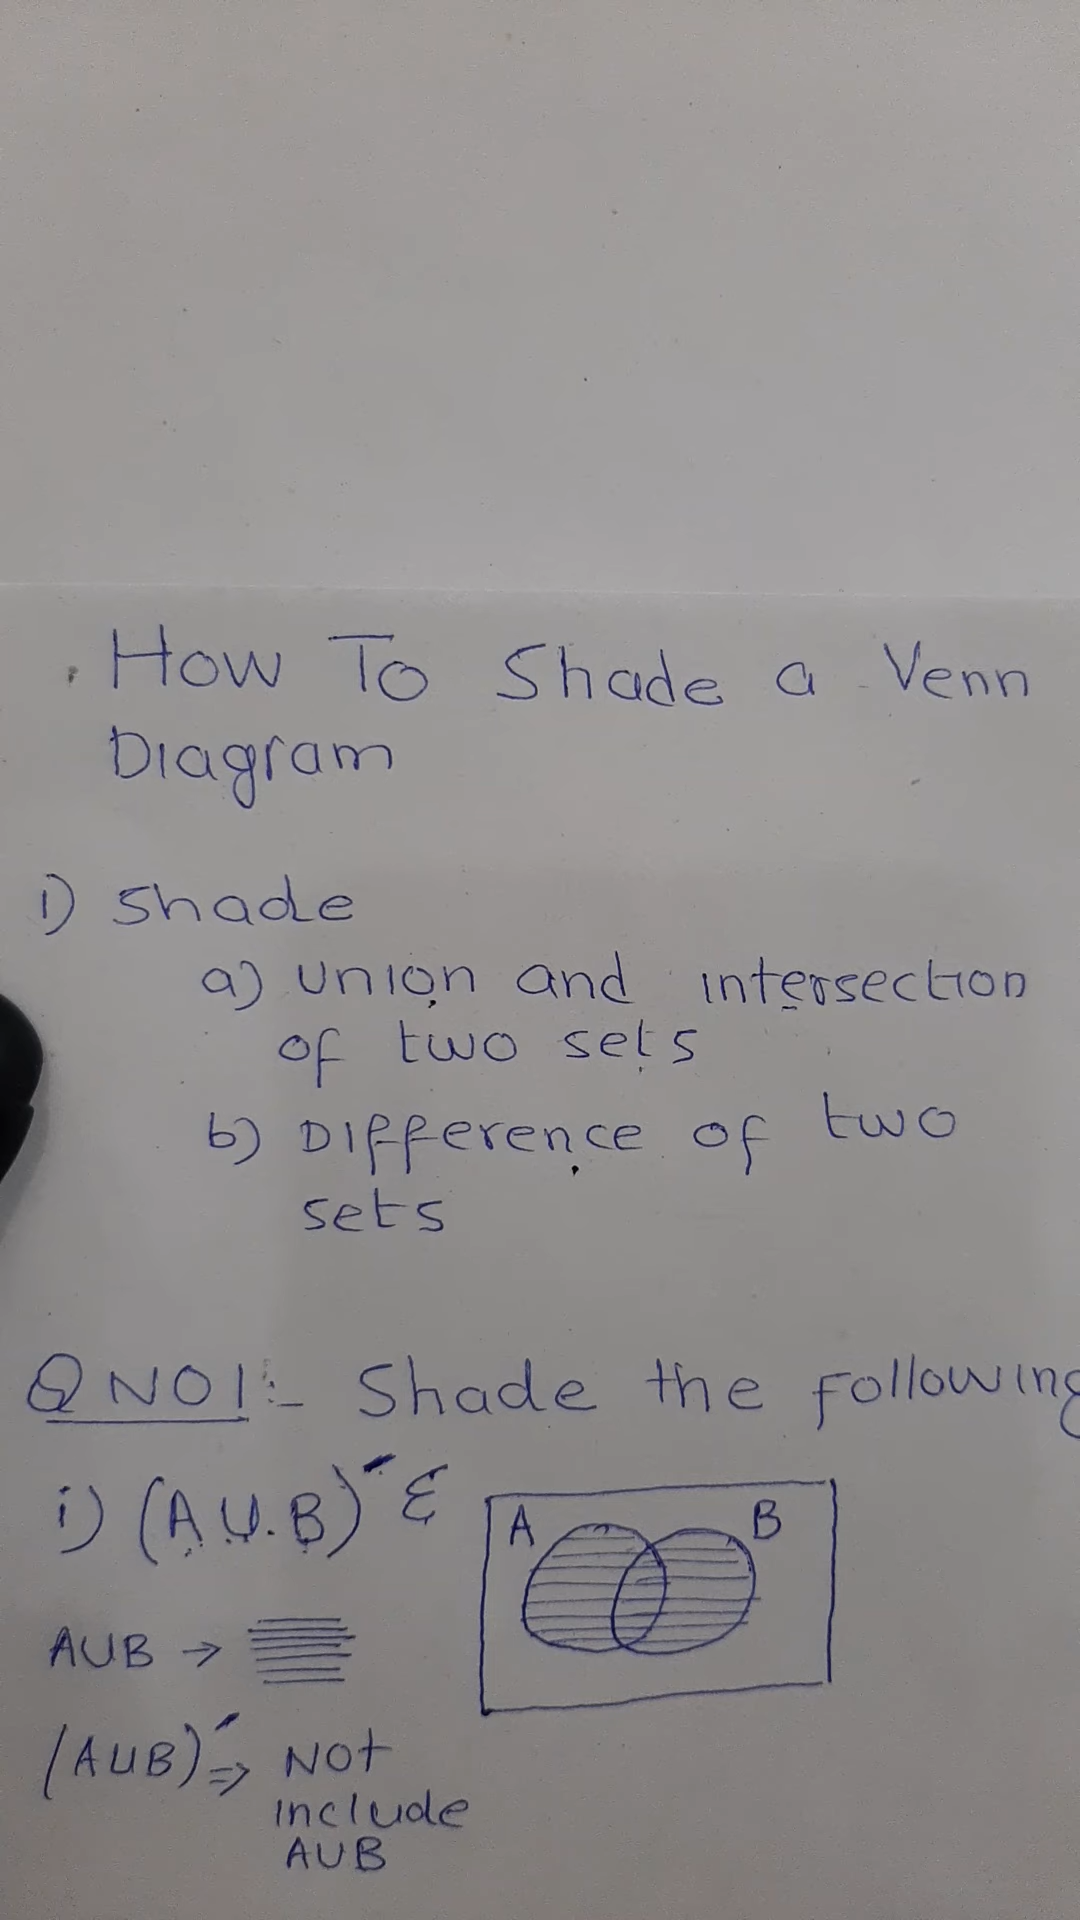 How To Shade a Venn
Diagram
1) Shade
a) union and intersection
of two sets
b) Difference of two
sets
Q NO1:- Shade the following
i) (A U.B)' ξ
A B
AUB →
(AUB)' ⇒ Not
include
AUB